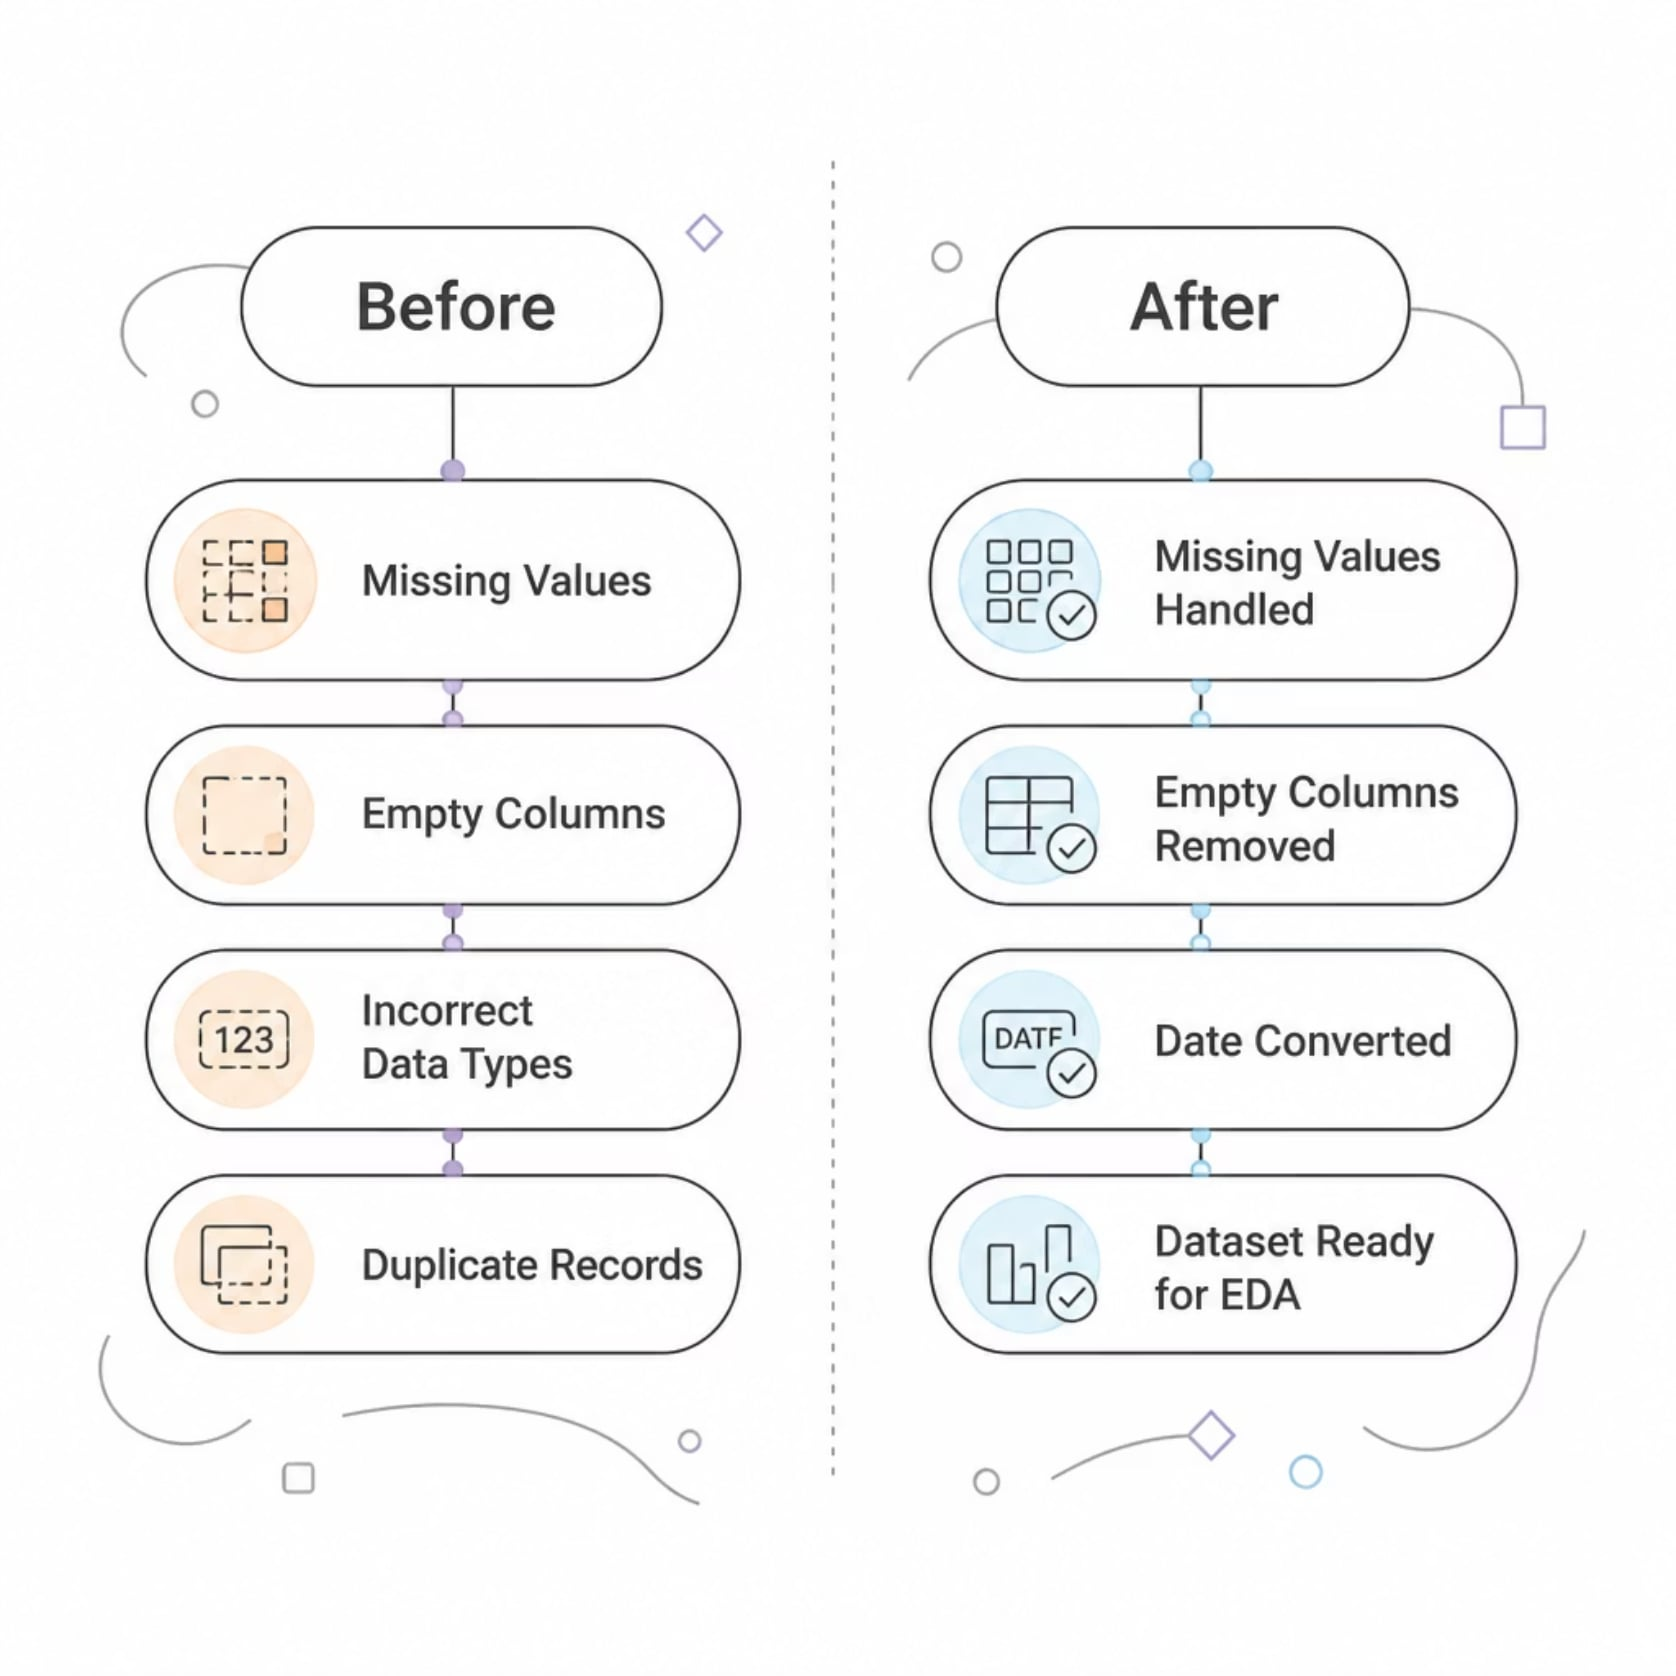 Before
Missing Values
Empty Columns
123
Incorrect
Data Types
Duplicate Records
After
Missing Values
Handled
Empty Columns
Removed
DATE
Date Converted
Dataset Ready
for EDA